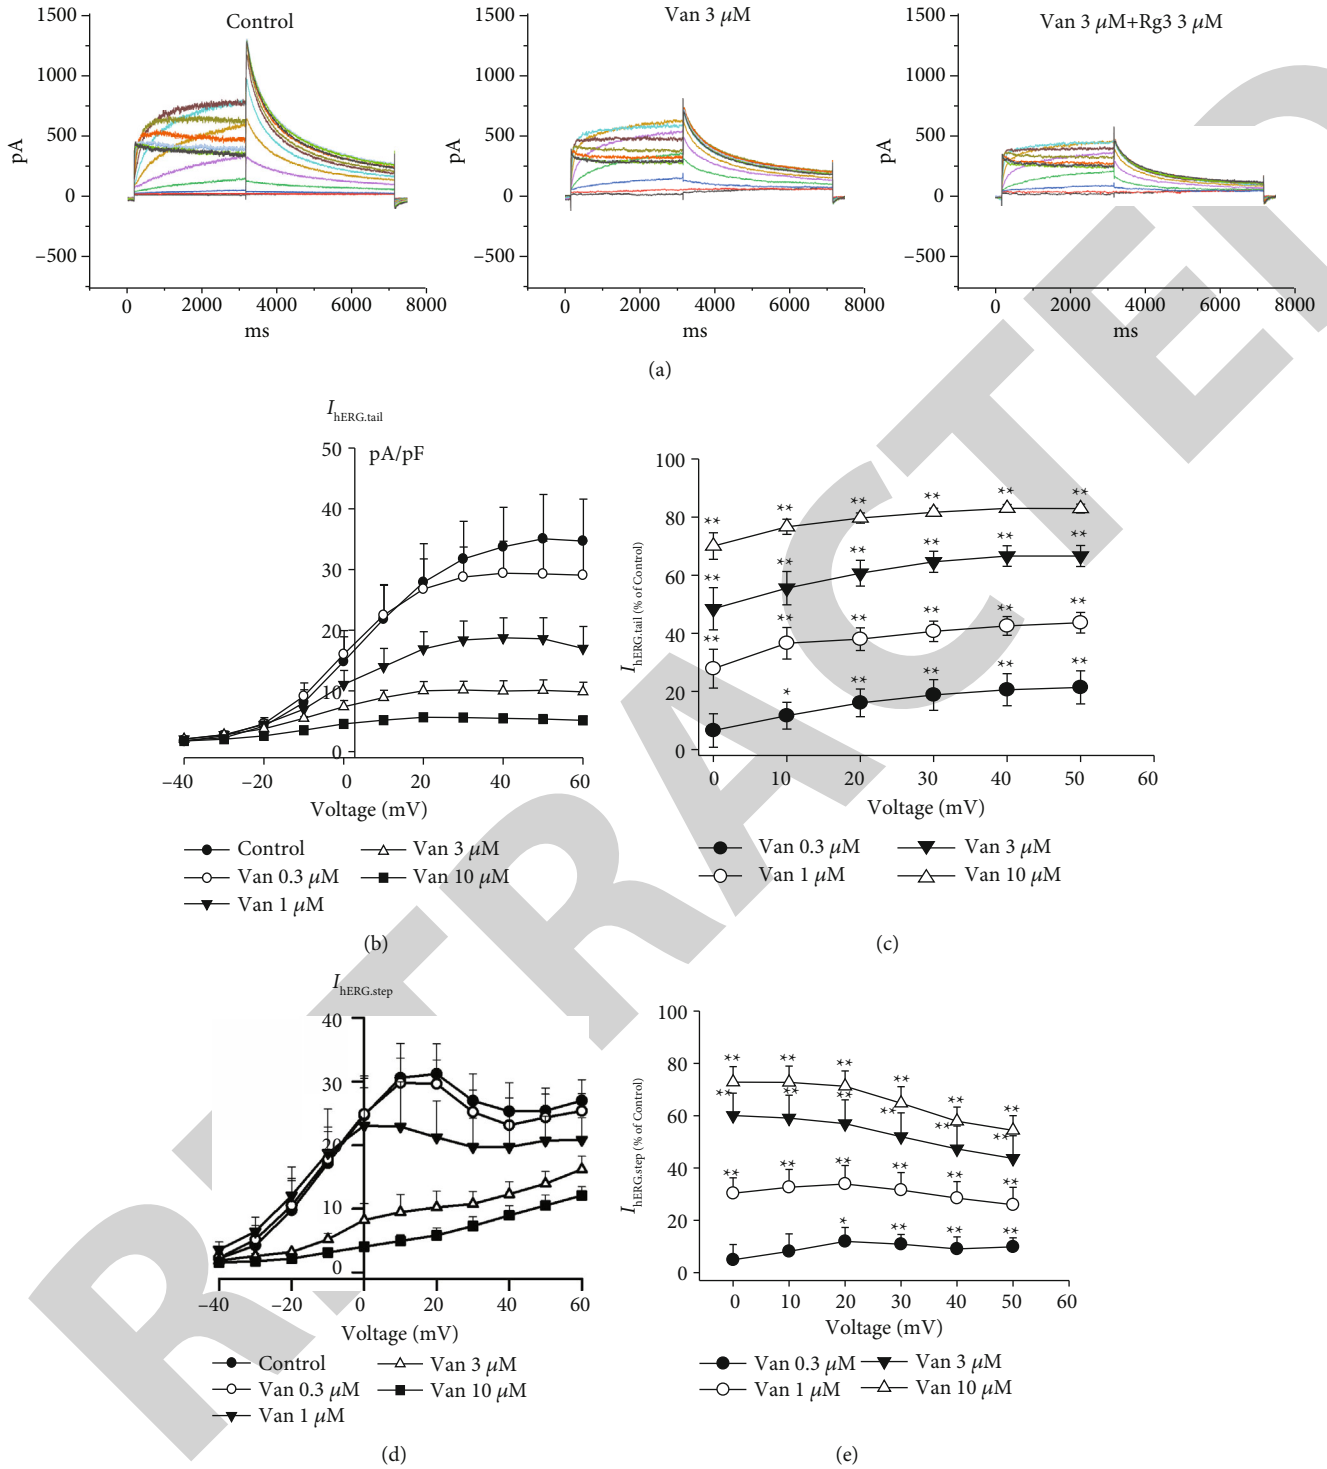 Control
Van 3 μM
Van 3 μM+Rg3 3 μM
1500
1000
500
0
−500
pA
0 2000 4000 6000 8000
ms
1500
1000
500
0
−500
pA
0 2000 4000 6000 8000
ms
1500
1000
500
0
−500
pA
0 2000 4000 6000 8000
ms
(a)
IhERG.tail
pA/pF
50
40
30
20
10
0
−40 −20 0 20 40 60
Voltage (mV)
Control
Van 0.3 μM
Van 1 μM
Van 3 μM
Van 10 μM
(b)
IhERG.tail (% of Control)
100
80
60
40
20
0
** ** ** ** ** **
** ** ** ** ** **
** ** ** ** ** **
* ** ** ** **
0 10 20 30 40 50 60
Voltage (mV)
Van 0.3 μM
Van 1 μM
Van 3 μM
Van 10 μM
(c)
IhERG.step
40
30
20
10
0
−40 −20 0 20 40 60
Voltage (mV)
Control
Van 0.3 μM
Van 1 μM
Van 3 μM
Van 10 μM
(d)
IhERG.step (% of Control)
100
80
60
40
20
0
** ** ** ** ** **
** ** ** ** ** **
** ** ** ** ** **
* ** ** **
0 10 20 30 40 50 60
Voltage (mV)
Van 0.3 μM
Van 1 μM
Van 3 μM
Van 10 μM
(e)
RETRACTED